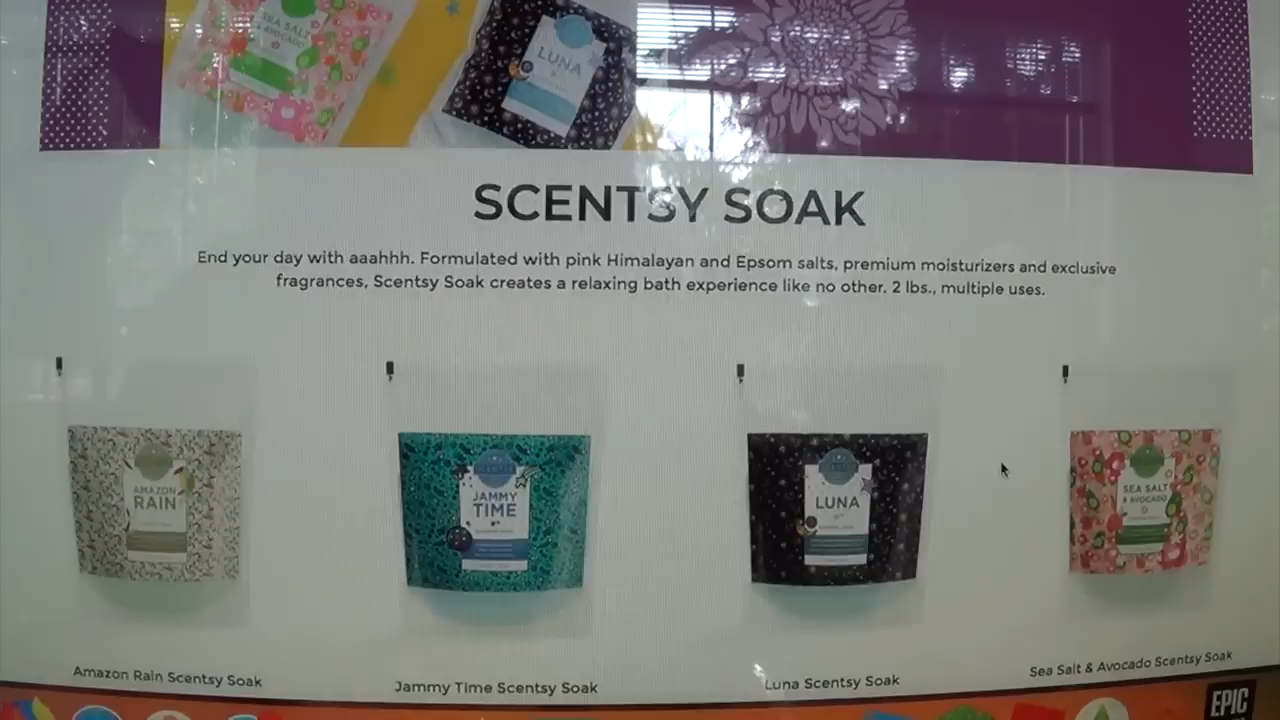 SEA SALT
& AVOCADO
LUNA
SCENTSY SOAK
End your day with aaahhh. Formulated with pink Himalayan and Epsom salts, premium moisturizers and exclusive
fragrances, Scentsy Soak creates a relaxing bath experience like no other. 2 lbs., multiple uses.
AMAZON
RAIN
JAMMY
TIME
LUNA
SEA SALT
& AVOCADO
Amazon Rain Scentsy Soak
Jammy Time Scentsy Soak
Luna Scentsy Soak
Sea Salt & Avocado Scentsy Soak
EPIC